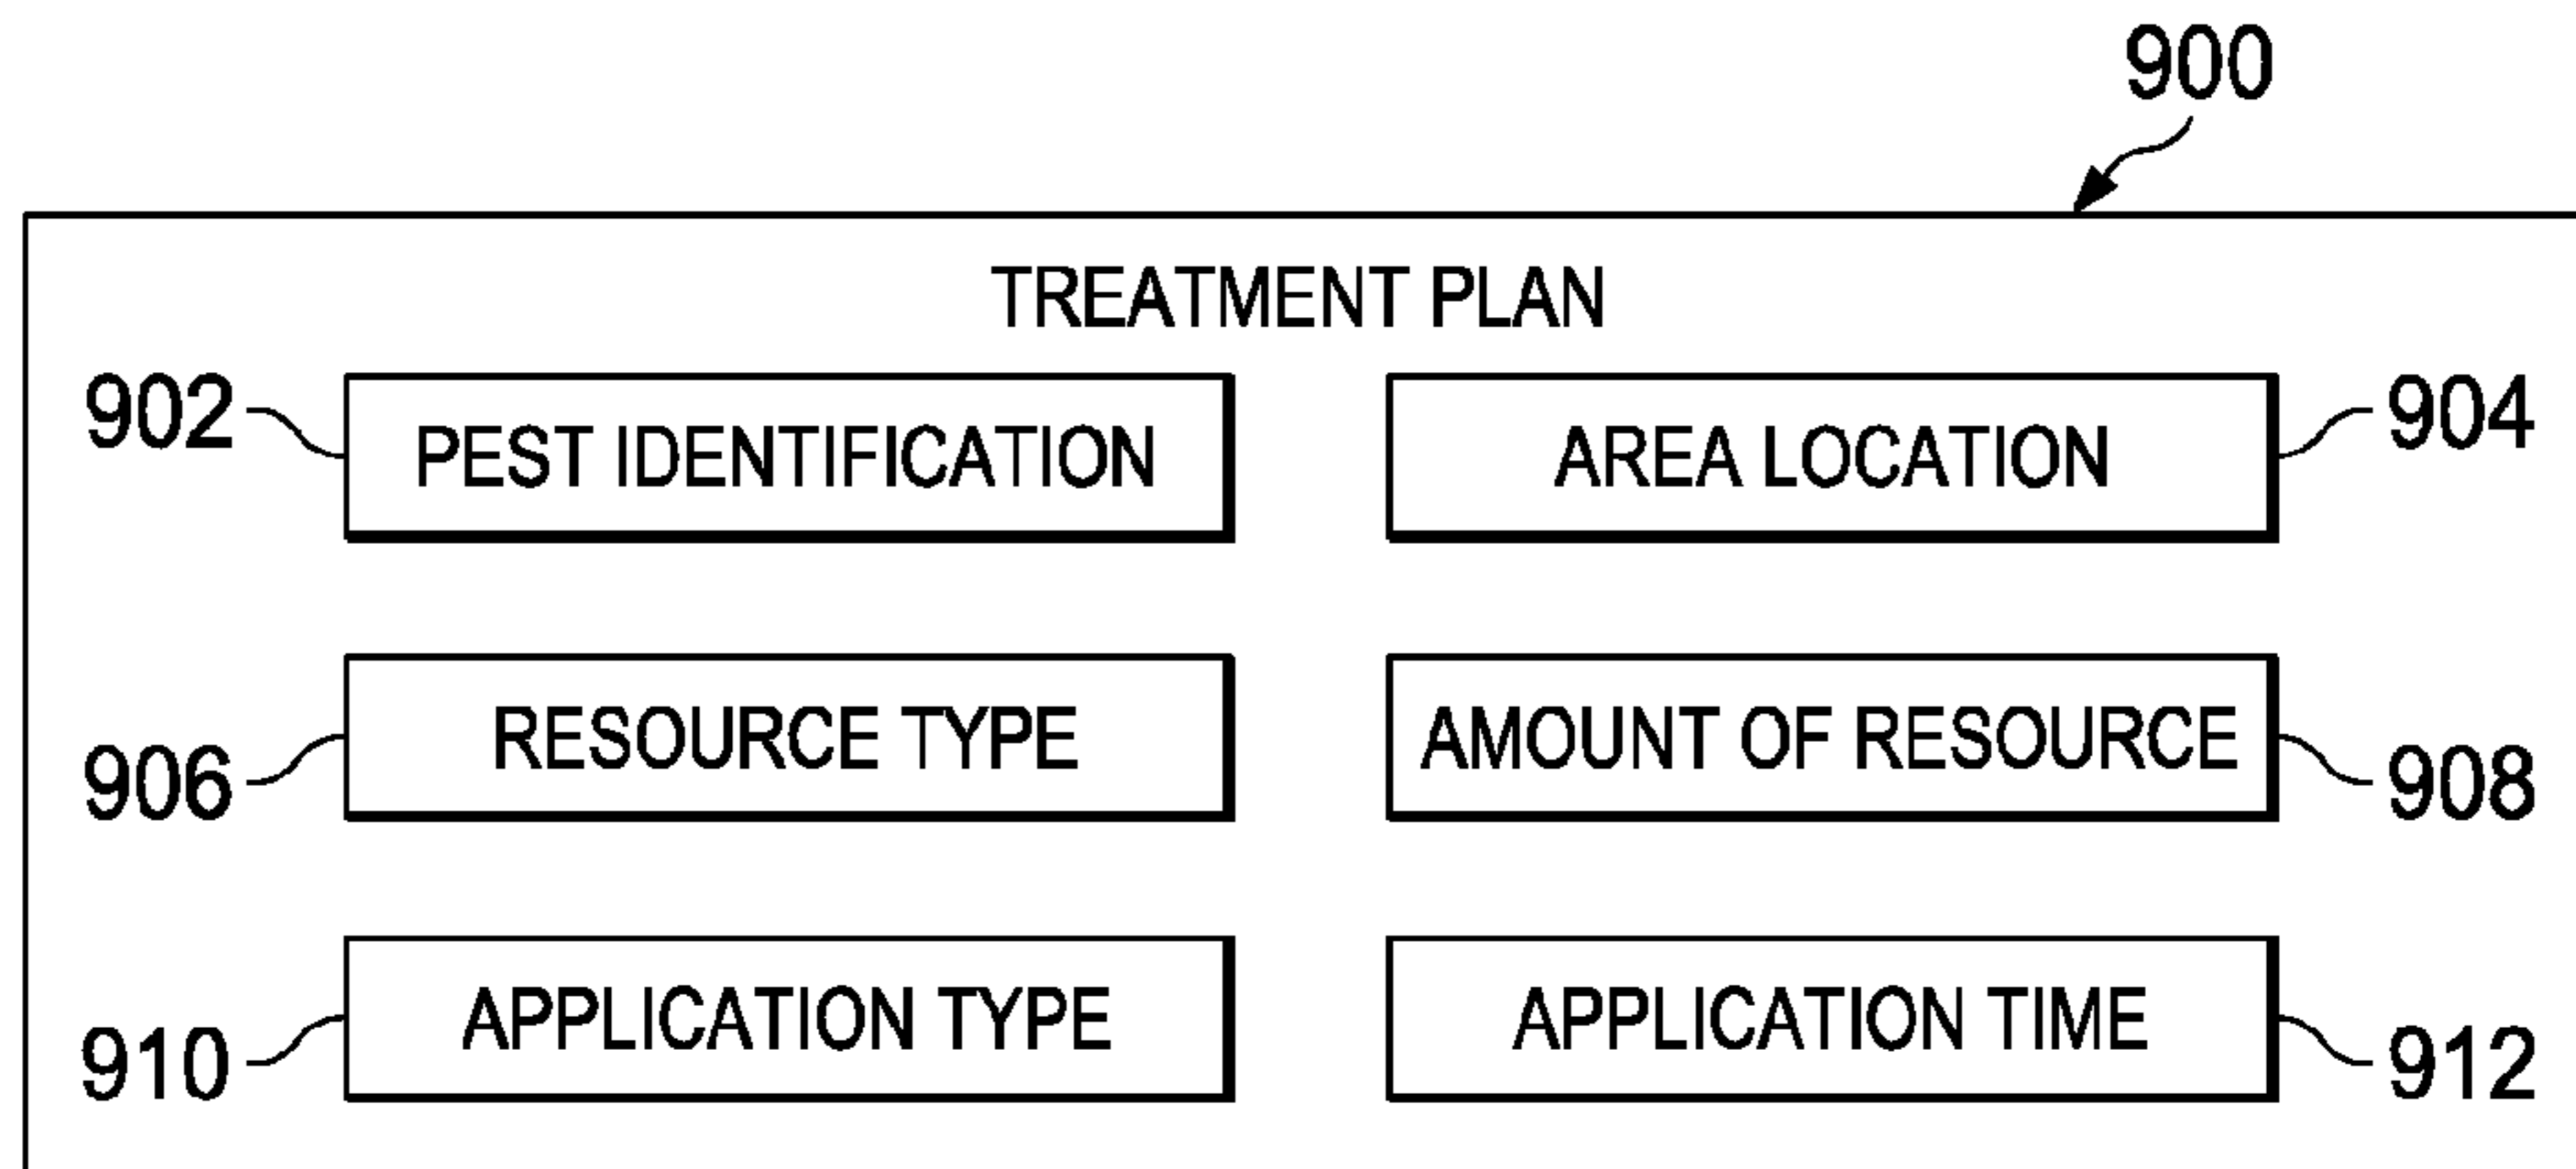 900
TREATMENT PLAN
902 PEST IDENTIFICATION AREA LOCATION 904
906 RESOURCE TYPE AMOUNT OF RESOURCE 908
910 APPLICATION TYPE APPLICATION TIME 912